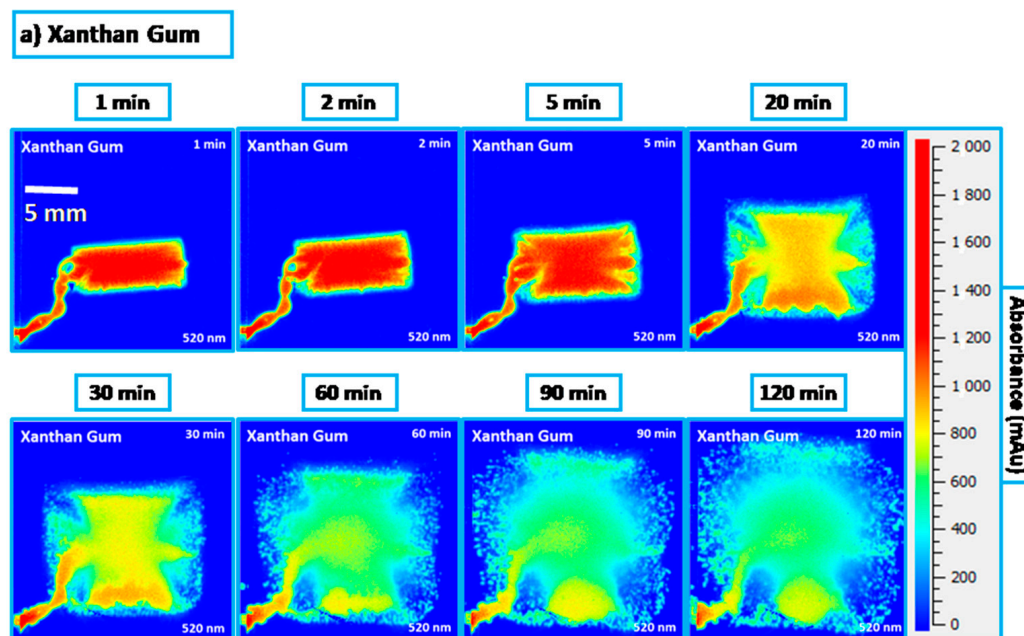 a) Xanthan Gum
1 min
2 min
5 min
20 min
Xanthan Gum 1 min
5 mm
520 nm
Xanthan Gum 2 min
520 nm
Xanthan Gum 5 min
520 nm
Xanthan Gum 20 min
520 nm
30 min
60 min
90 min
120 min
Xanthan Gum 30 min
520 nm
Xanthan Gum 60 min
520 nm
Xanthan Gum 90 min
520 nm
Xanthan Gum 120 min
520 nm
2 000
1 800
1 600
1 400
1 200
1 000
800
600
400
200
0
Absorbance (mAu)